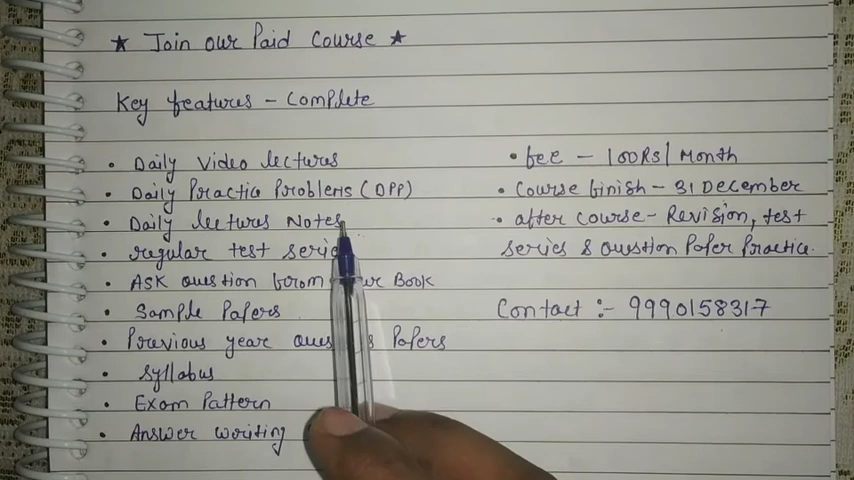 ★ Join our Paid Course ★
Key features - Complete
• Daily Video lectures
• Daily Practice Problems (DPP)
• Daily lectures Notes
• regular test
• Ask question from Book
• Sample Papers
• Previous year Papers
• Syllabus
• Exam Pattern
• Answer writing
• fee - 100Rs/Month
• Course finish - 31 December
• after course - Revision, test
series & question Paper Practice.
Contact :- 9990158317